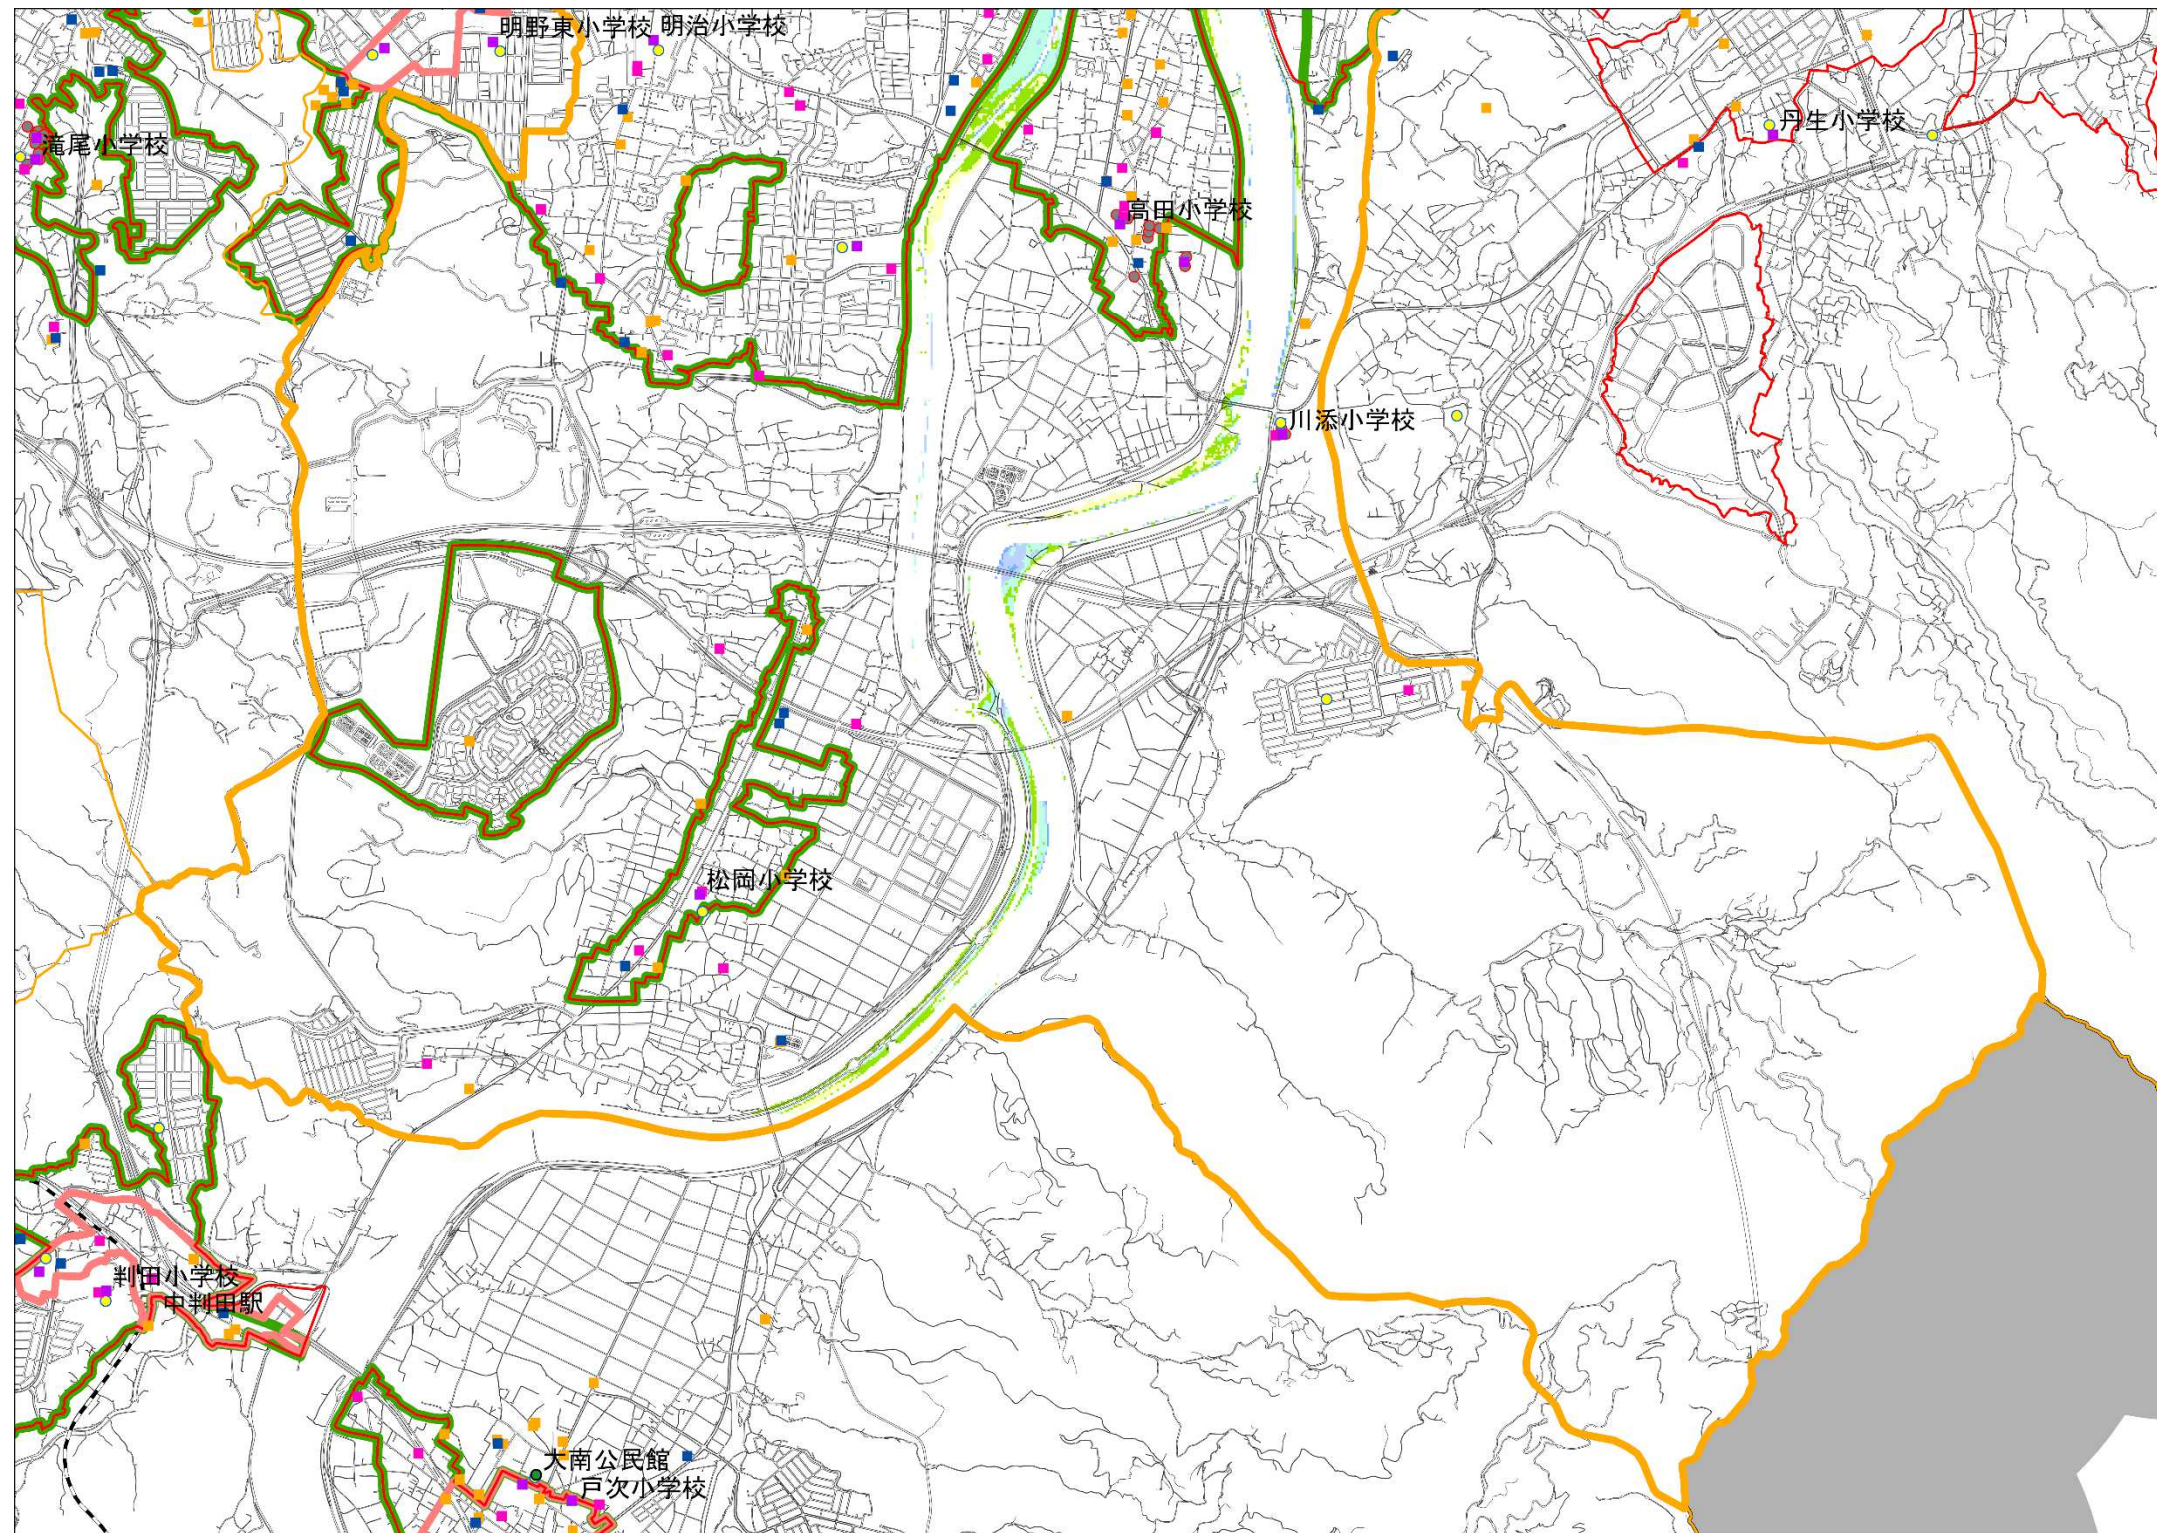 明野東小学校
明治小学校
丹生小学校
滝尾小学校
高田小学校
川添小学校
松岡小学校
判田小学校
中判田駅
大南公民館
戸次小学校